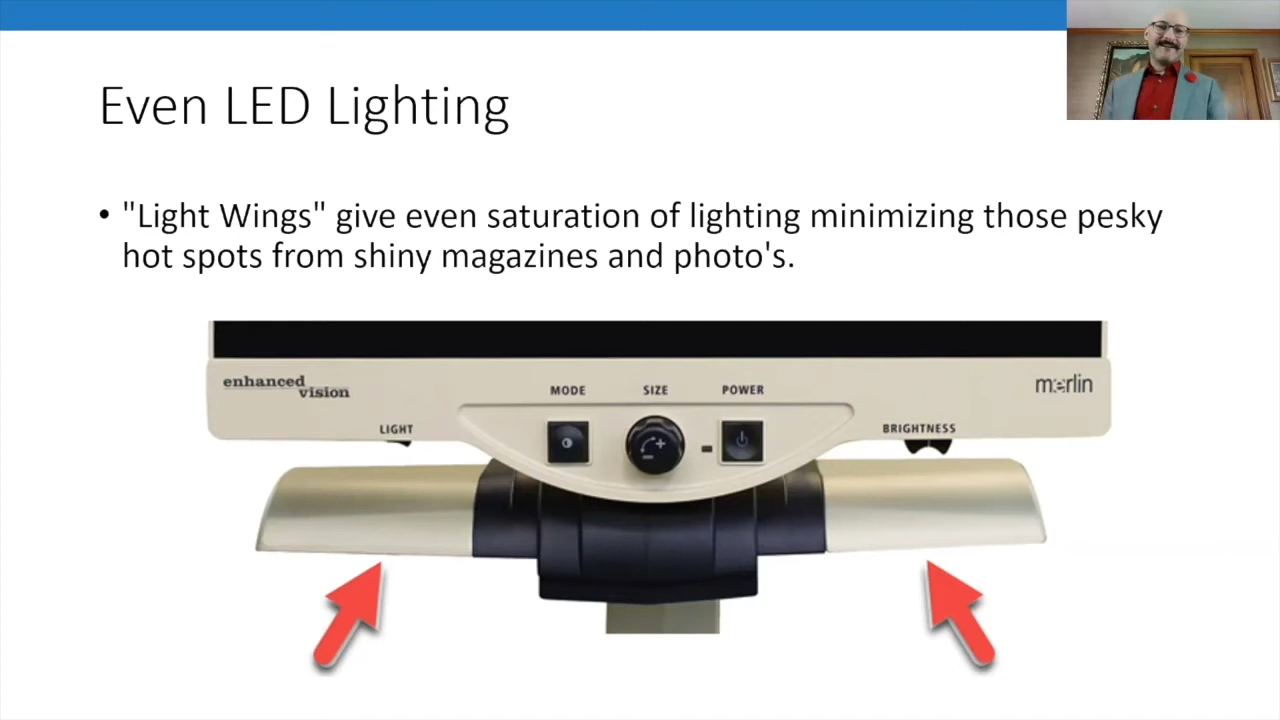 Even LED Lighting
• "Light Wings" give even saturation of lighting minimizing those pesky
hot spots from shiny magazines and photo's.
enhanced
vision
MODE
SIZE
POWER
merlin
LIGHT
BRIGHTNESS